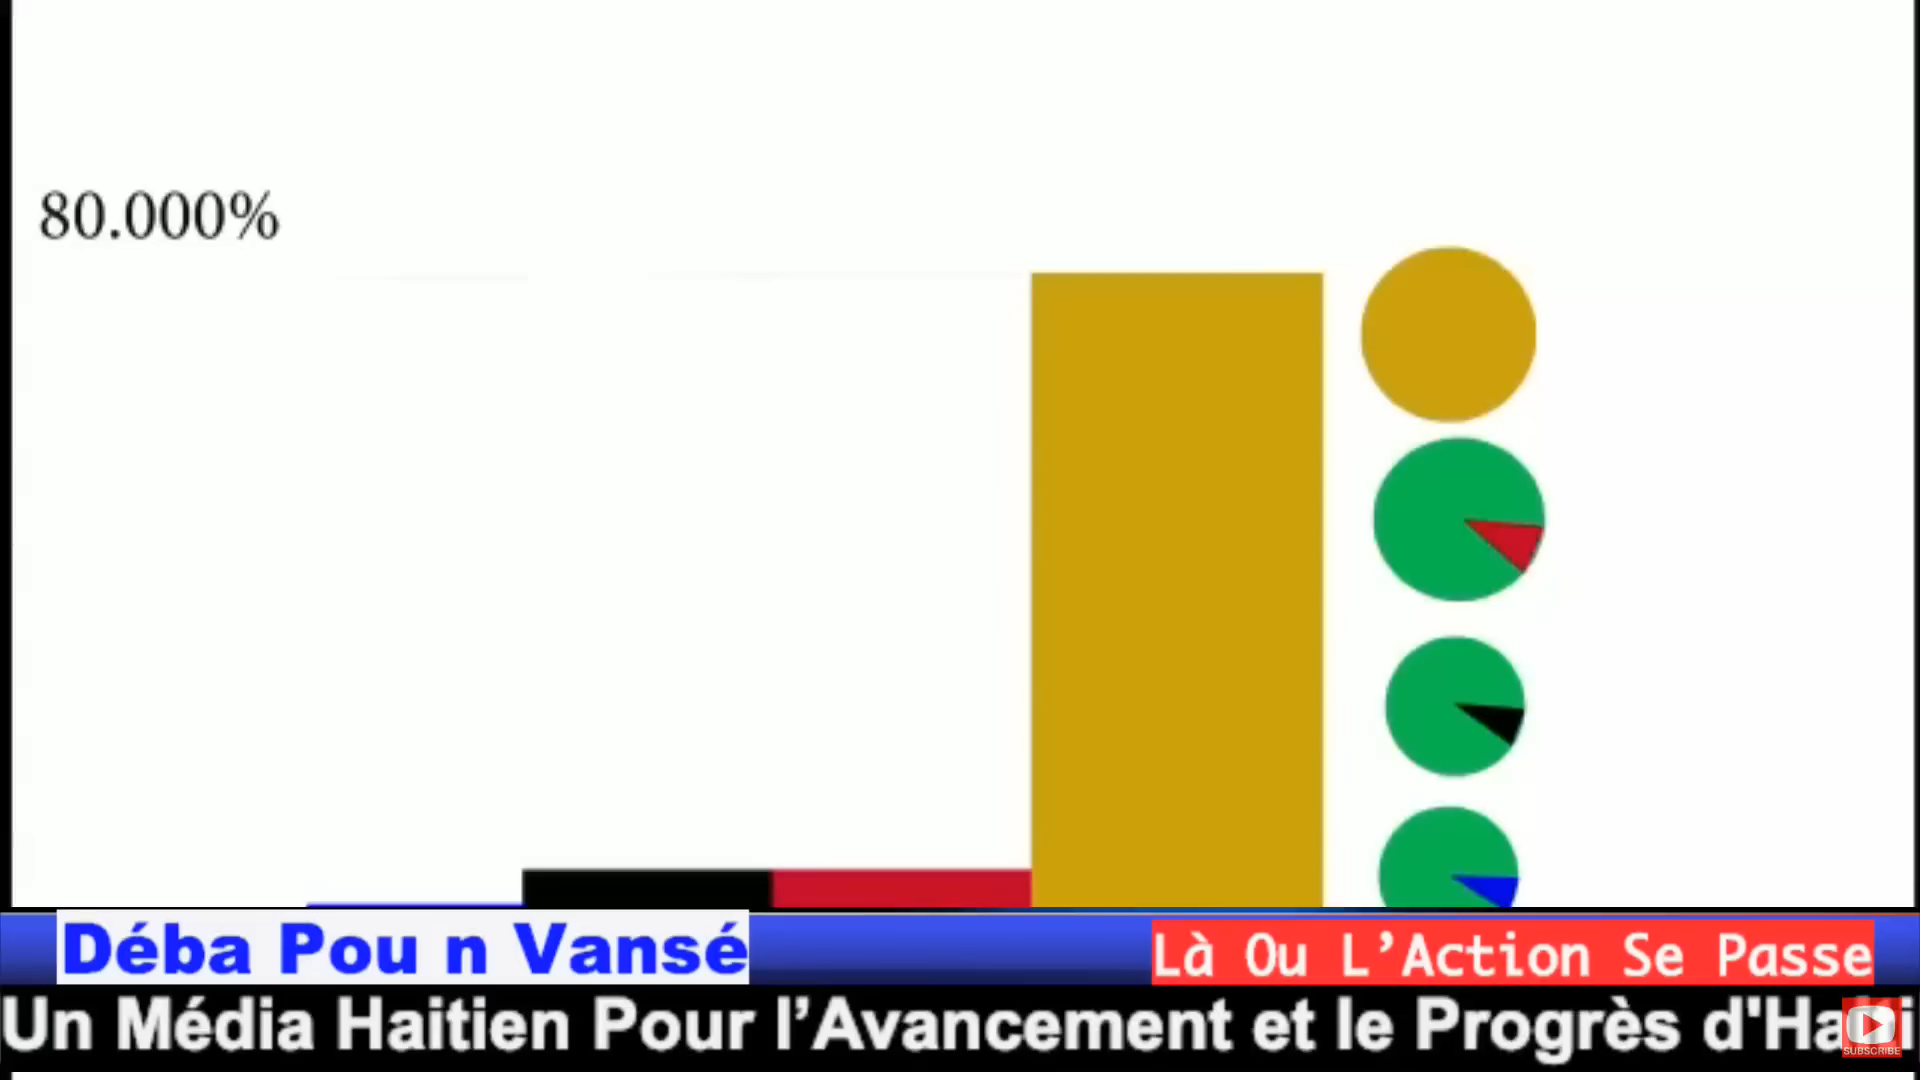 80.000%
Déba Pou n Vansé
Là Ou L’Action Se Passe
Un Média Haitien Pour l’Avancement et le Progrès d'Haiti
SUBSCRIBE